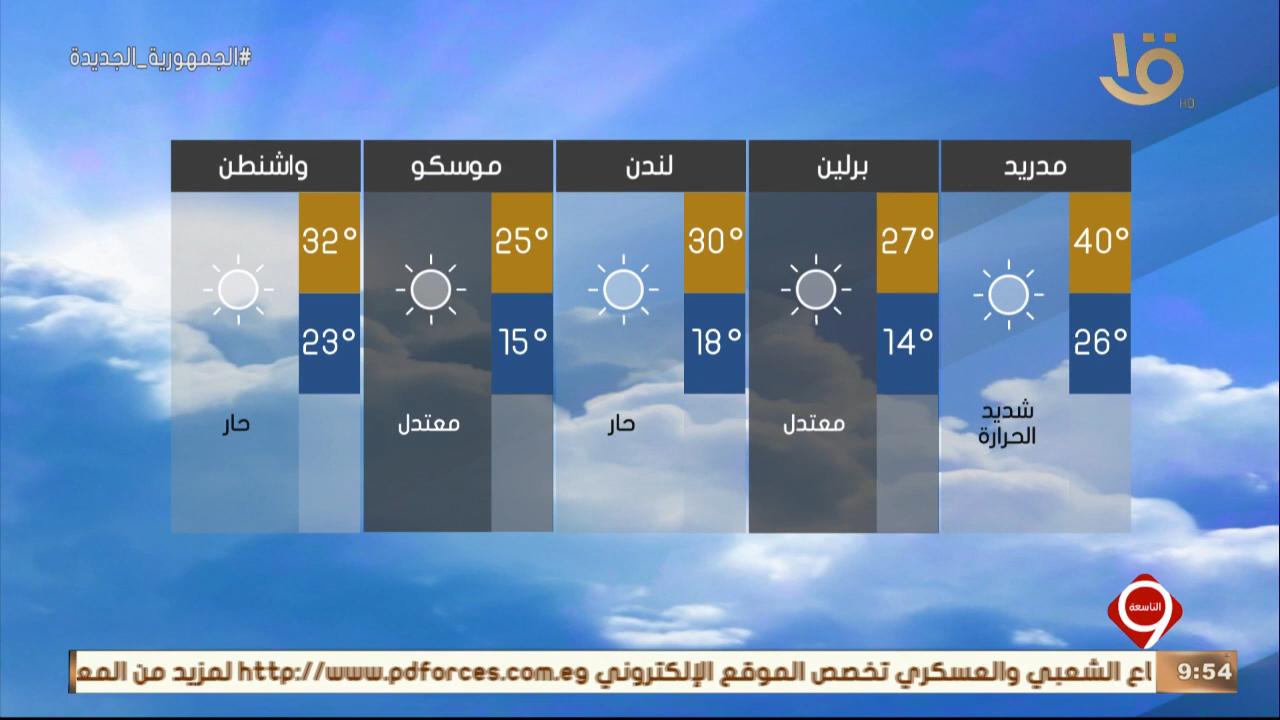 #الجمهورية_الجديدة
HD
مدريد
40°
26°
شديد
الحرارة
برلين
27°
14°
معتدل
لندن
30°
18°
حار
موسكو
25°
15°
معتدل
واشنطن
32°
23°
حار
التاسعة
9
9:54
اع الشعبي والعسكري تخصص الموقع الإلكتروني http://www.pdforces.com.eg لمزيد من المع